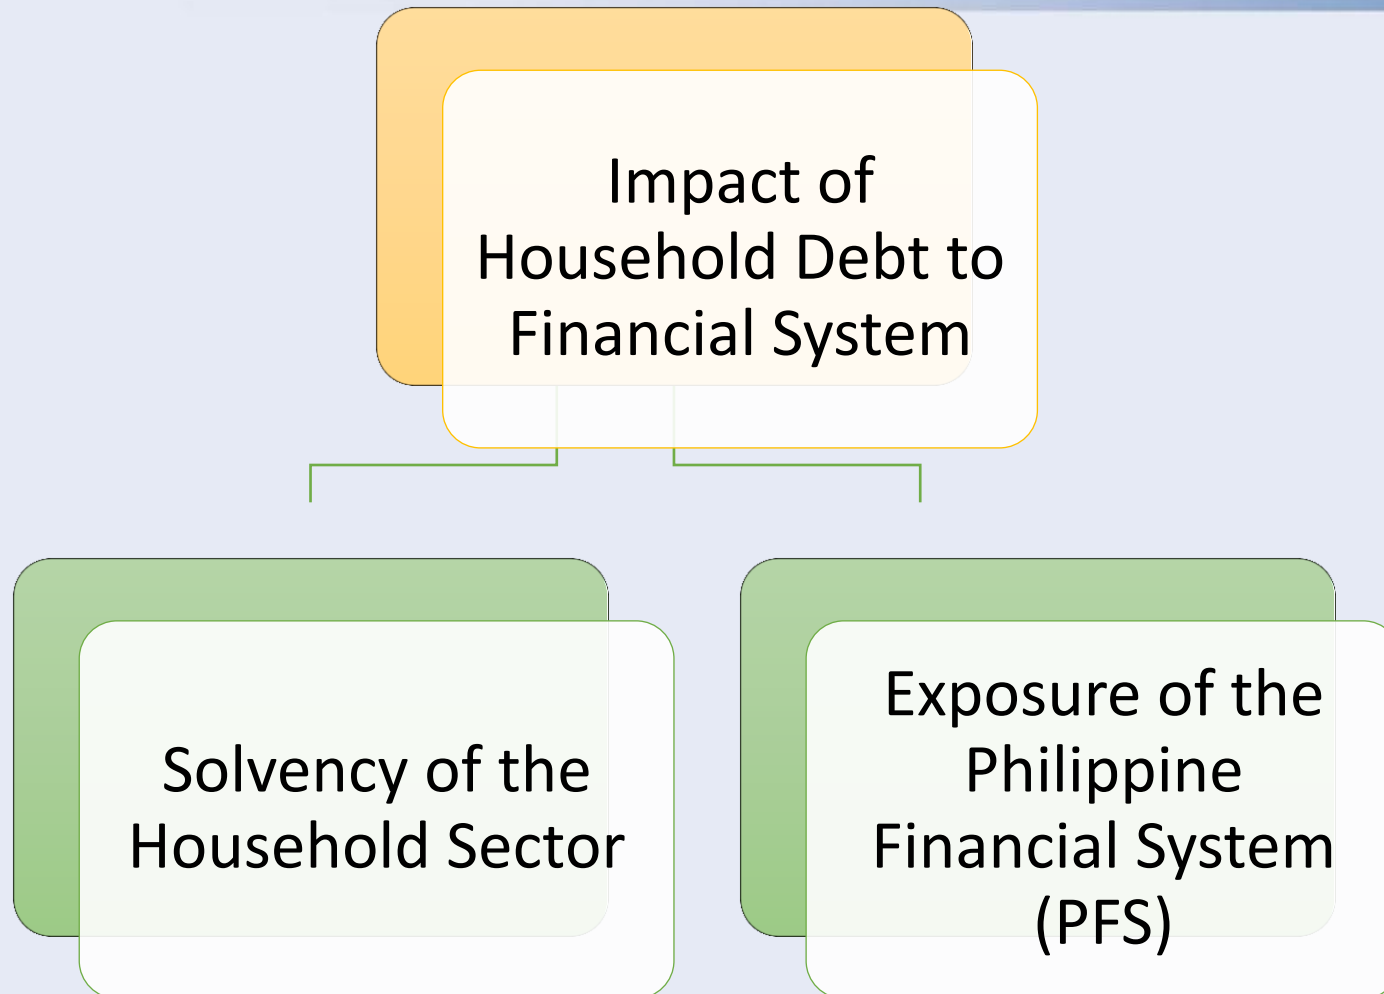 Impact of
Household Debt to
Financial System
Solvency of the
Household Sector
Exposure of the
Philippine
Financial System
(PFS)